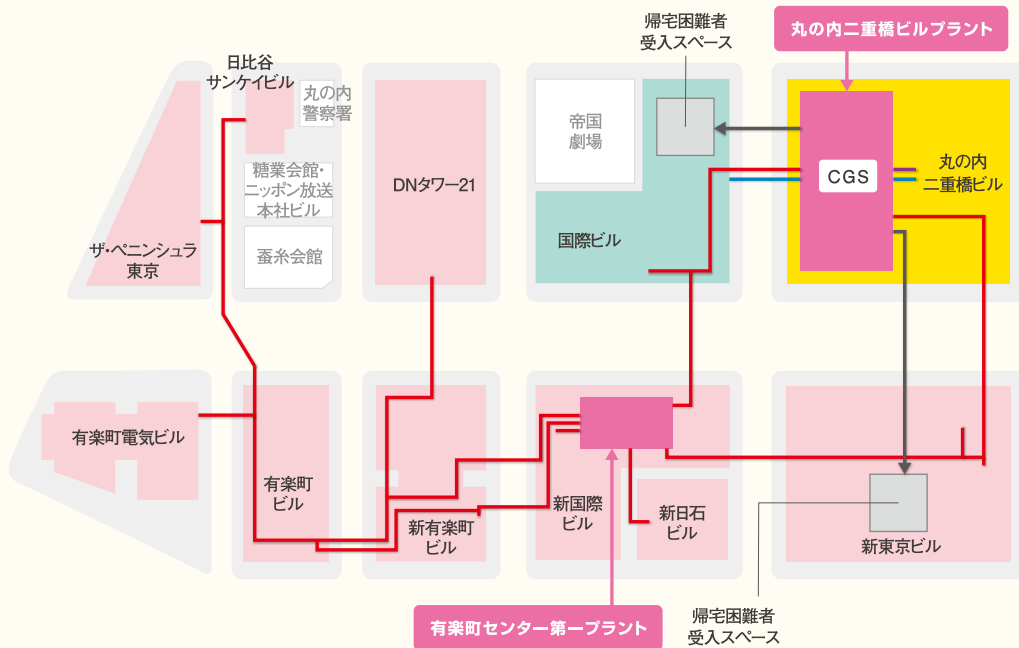 帰宅困難者
受入スペース
丸の内二重橋ビルプラント
日比谷
サンケイビル
丸の内
警察署
帝国
劇場
糖業会館・
ニッポン放送
本社ビル
DNタワー21
CGS
丸の内
二重橋ビル
ザ・ペニンシュラ
東京
蚕糸会館
国際ビル
有楽町電気ビル
有楽町
ビル
新有楽町
ビル
新国際
ビル
新日石
ビル
新東京ビル
有楽町センター第一プラント
帰宅困難者
受入スペース